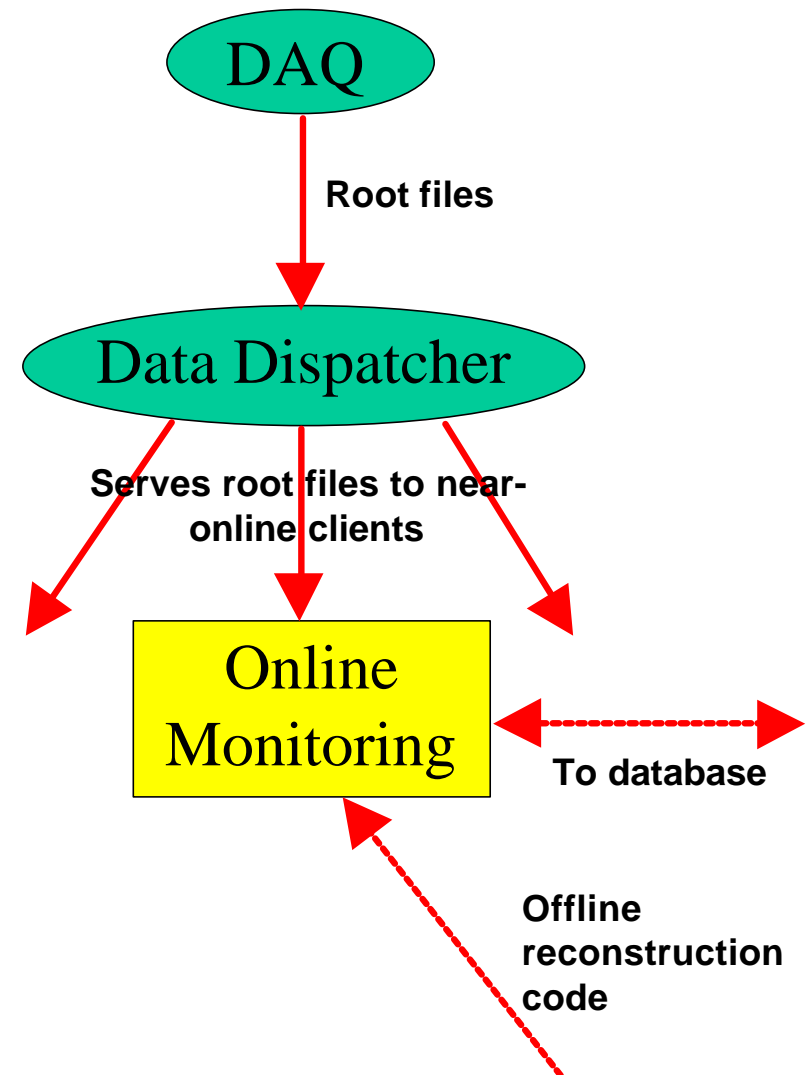 DAQ
Root files
Data Dispatcher
Serves root files to near-
online clients
Online
Monitoring
To database
Offline
reconstruction
code